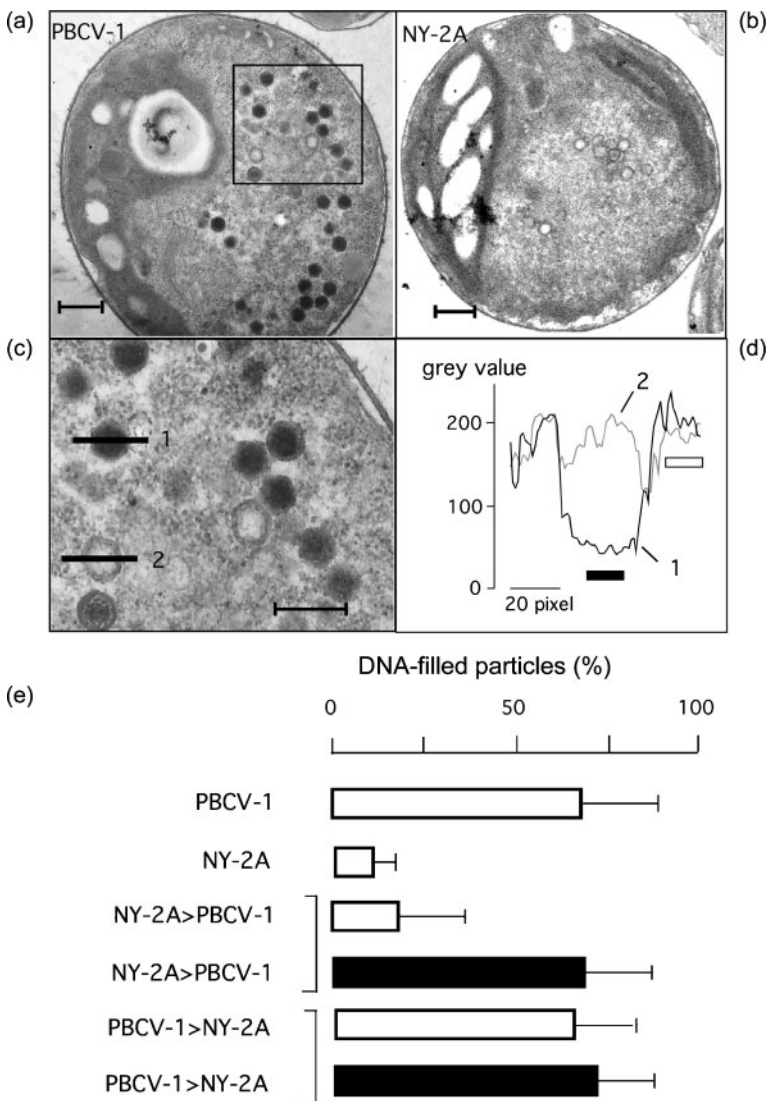 (a)
PBCV-1
NY-2A
(b)
(c)
1
2
(d)
grey value
200
100
0
2
1
20 pixel
(e)
DNA-filled particles (%)
0
50
100
PBCV-1
NY-2A
NY-2A>PBCV-1
NY-2A>PBCV-1
PBCV-1>NY-2A
PBCV-1>NY-2A